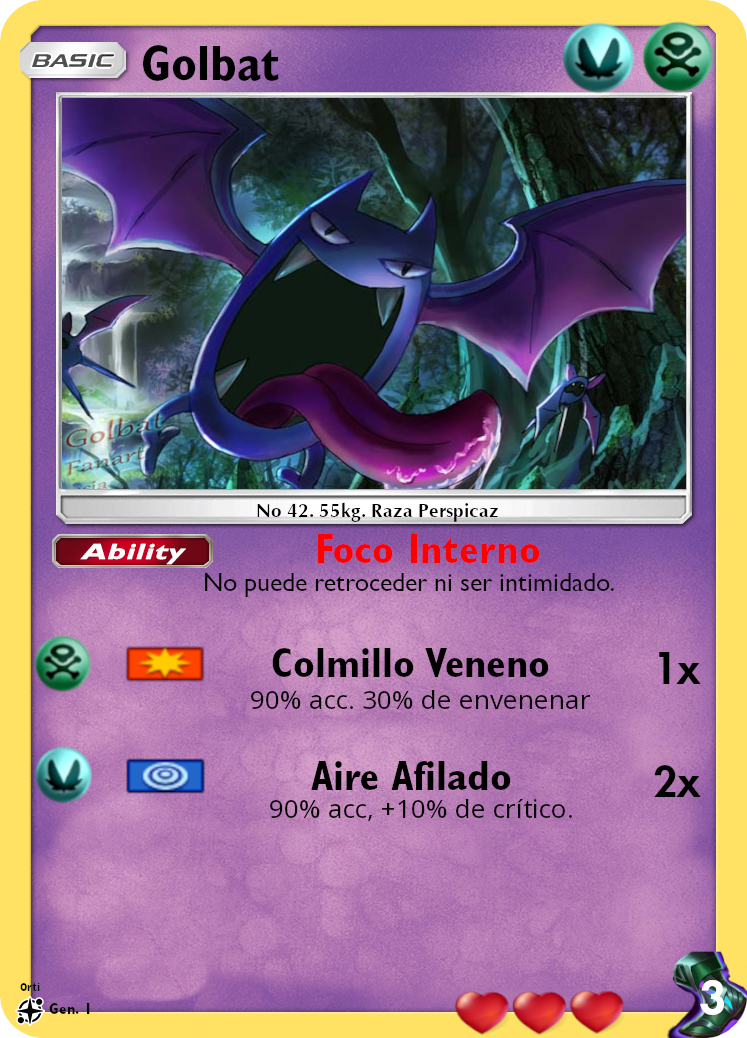 BASIC Golbat
Golbat
Fanart
No 42. 55kg. Raza Perspicaz
Ability Foco Interno
No puede retroceder ni ser intimidado.
Colmillo Veneno 1x
90% acc. 30% de envenenar
Aire Afilado 2x
90% acc, +10% de crítico.
Orti
Gen. 1
3